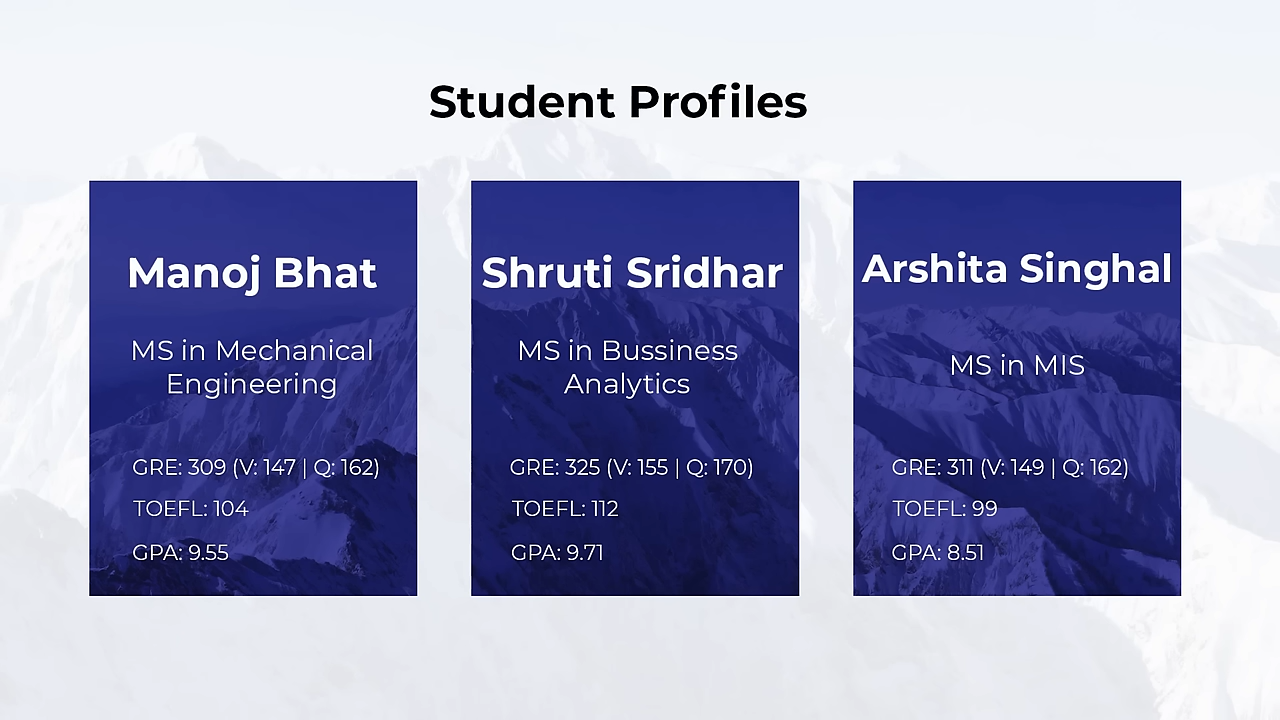 Student Profiles
Manoj Bhat
MS in Mechanical
Engineering
GRE: 309 (V: 147 | Q: 162)
TOEFL: 104
GPA: 9.55
Shruti Sridhar
MS in Bussiness
Analytics
GRE: 325 (V: 155 | Q: 170)
TOEFL: 112
GPA: 9.71
Arshita Singhal
MS in MIS
GRE: 311 (V: 149 | Q: 162)
TOEFL: 99
GPA: 8.51